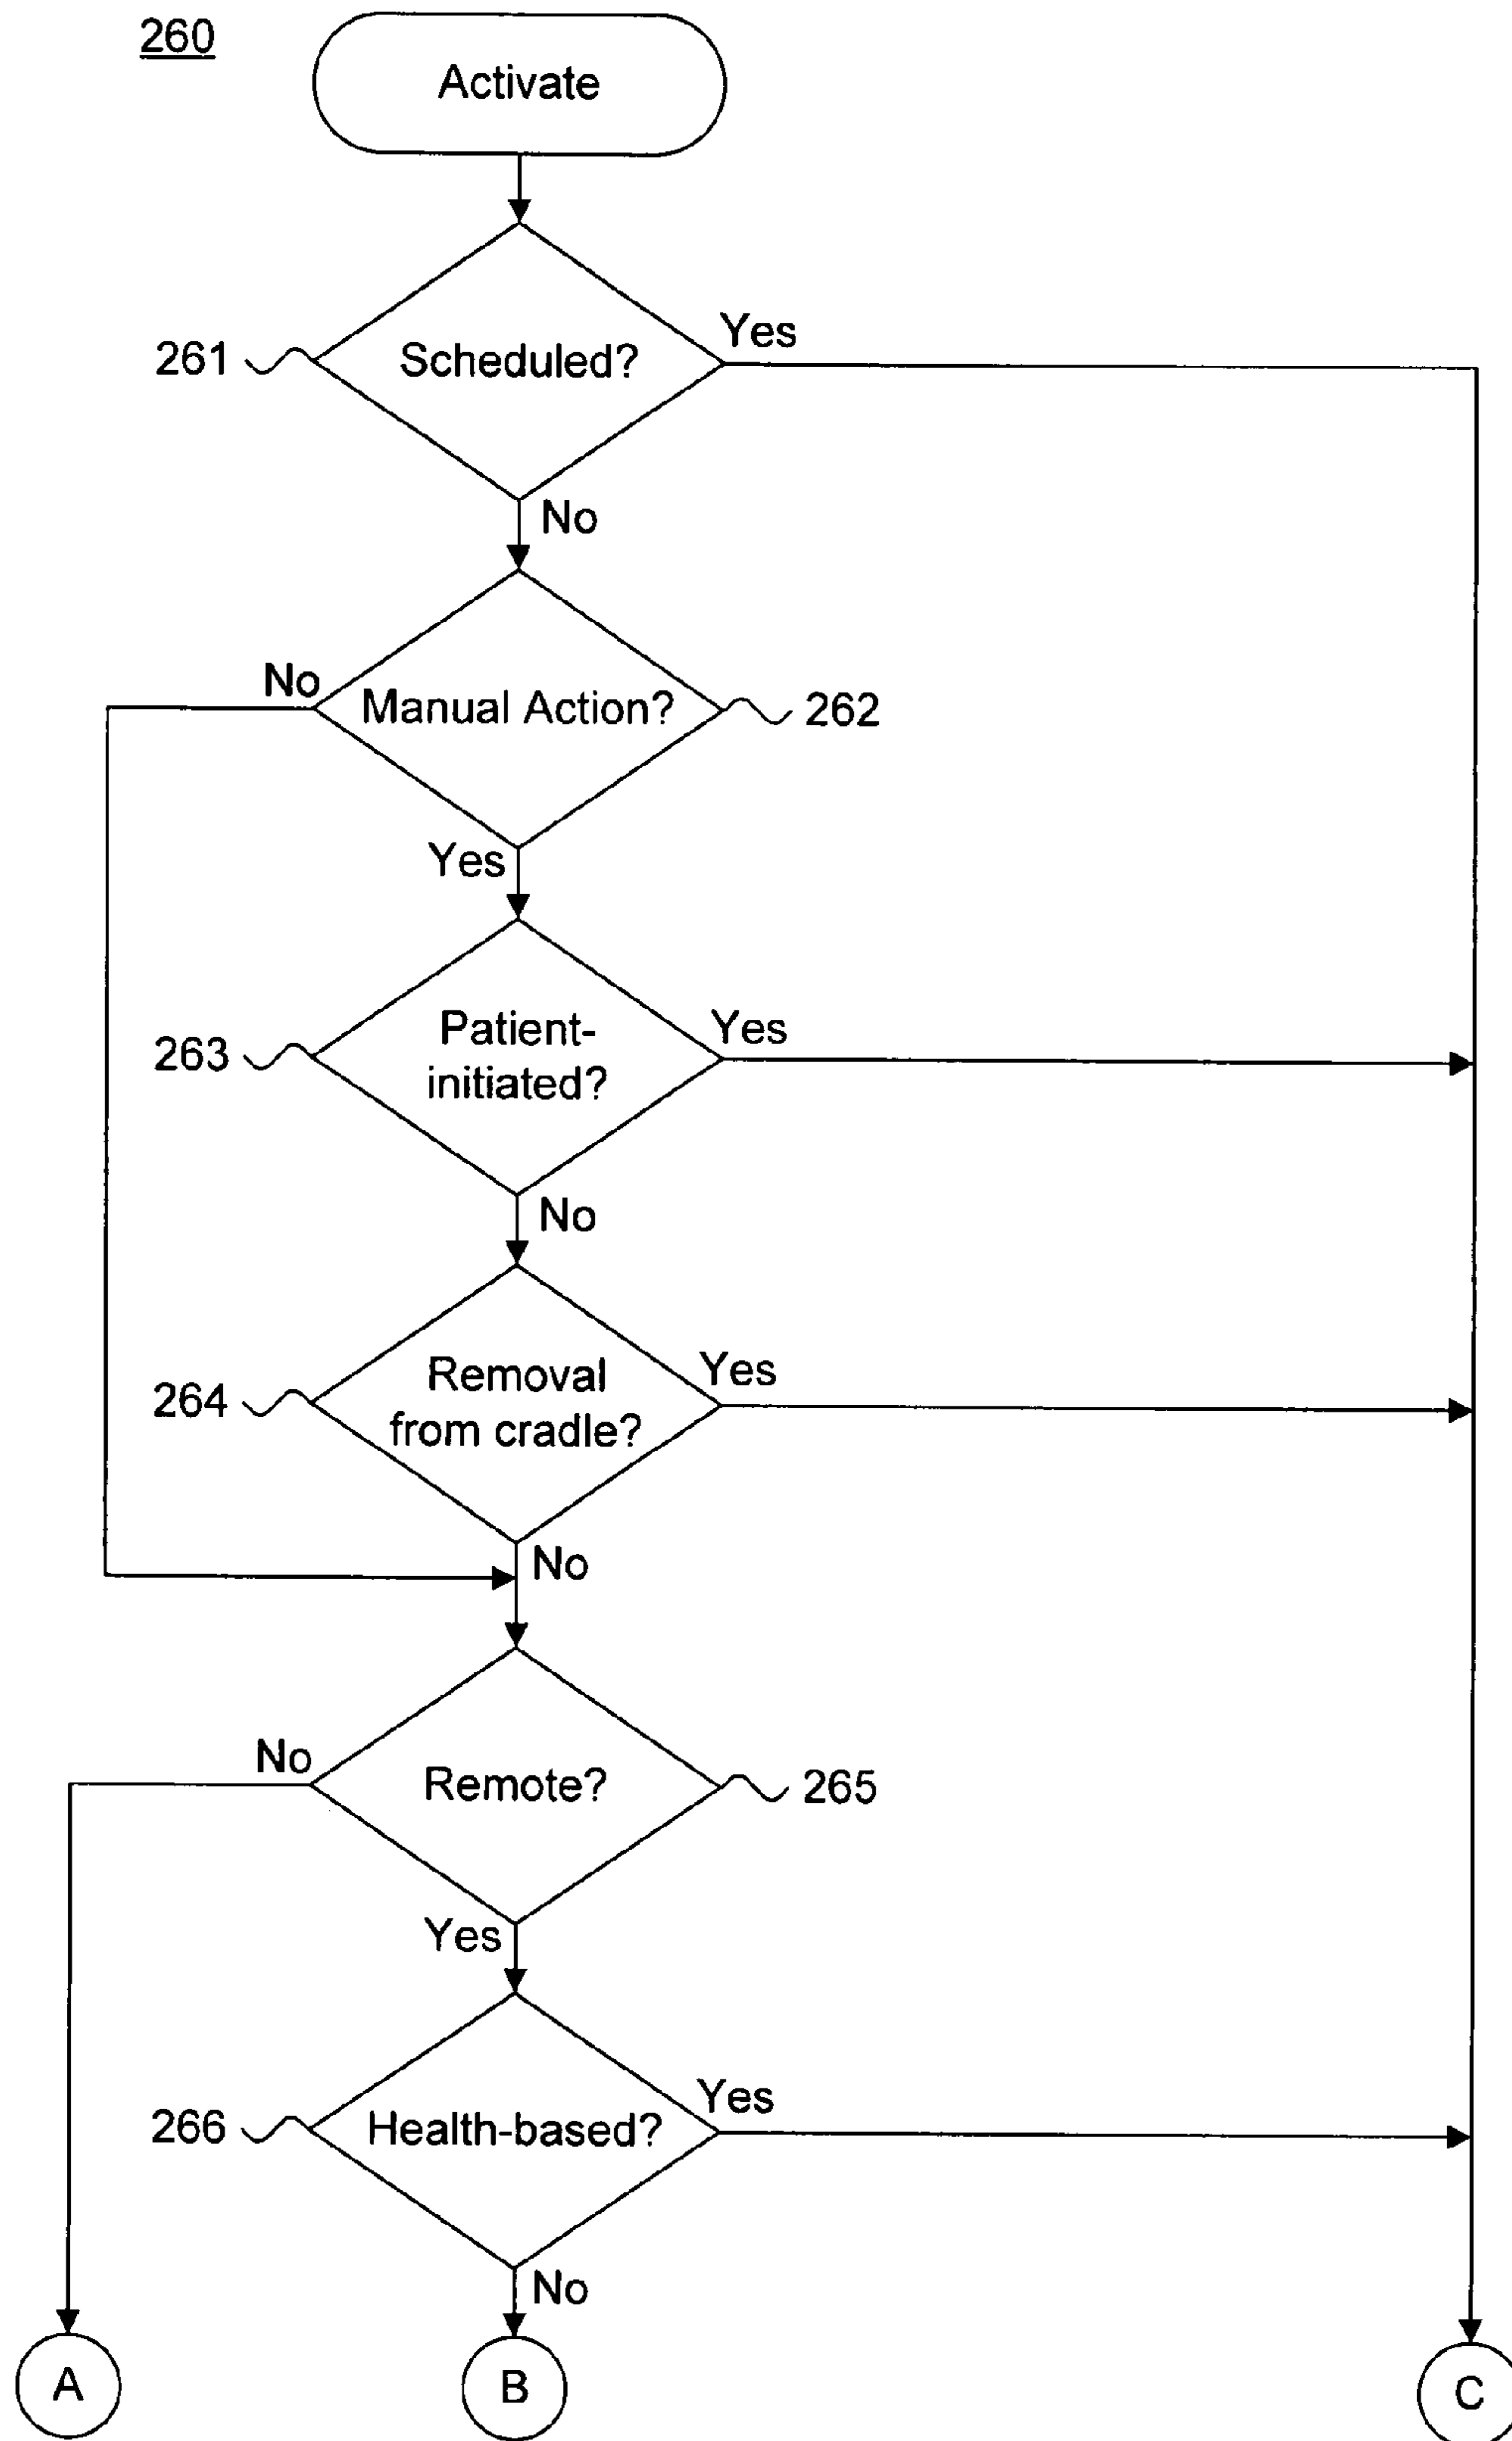 260
Activate
Yes
261
Scheduled?
No
No
Manual Action?
262
Yes
Patient-
initiated?
Yes
263
No
Removal
from cradle?
Yes
264
No
No
Remote?
265
Yes
Yes
266
Health-based?
No
A
B
C